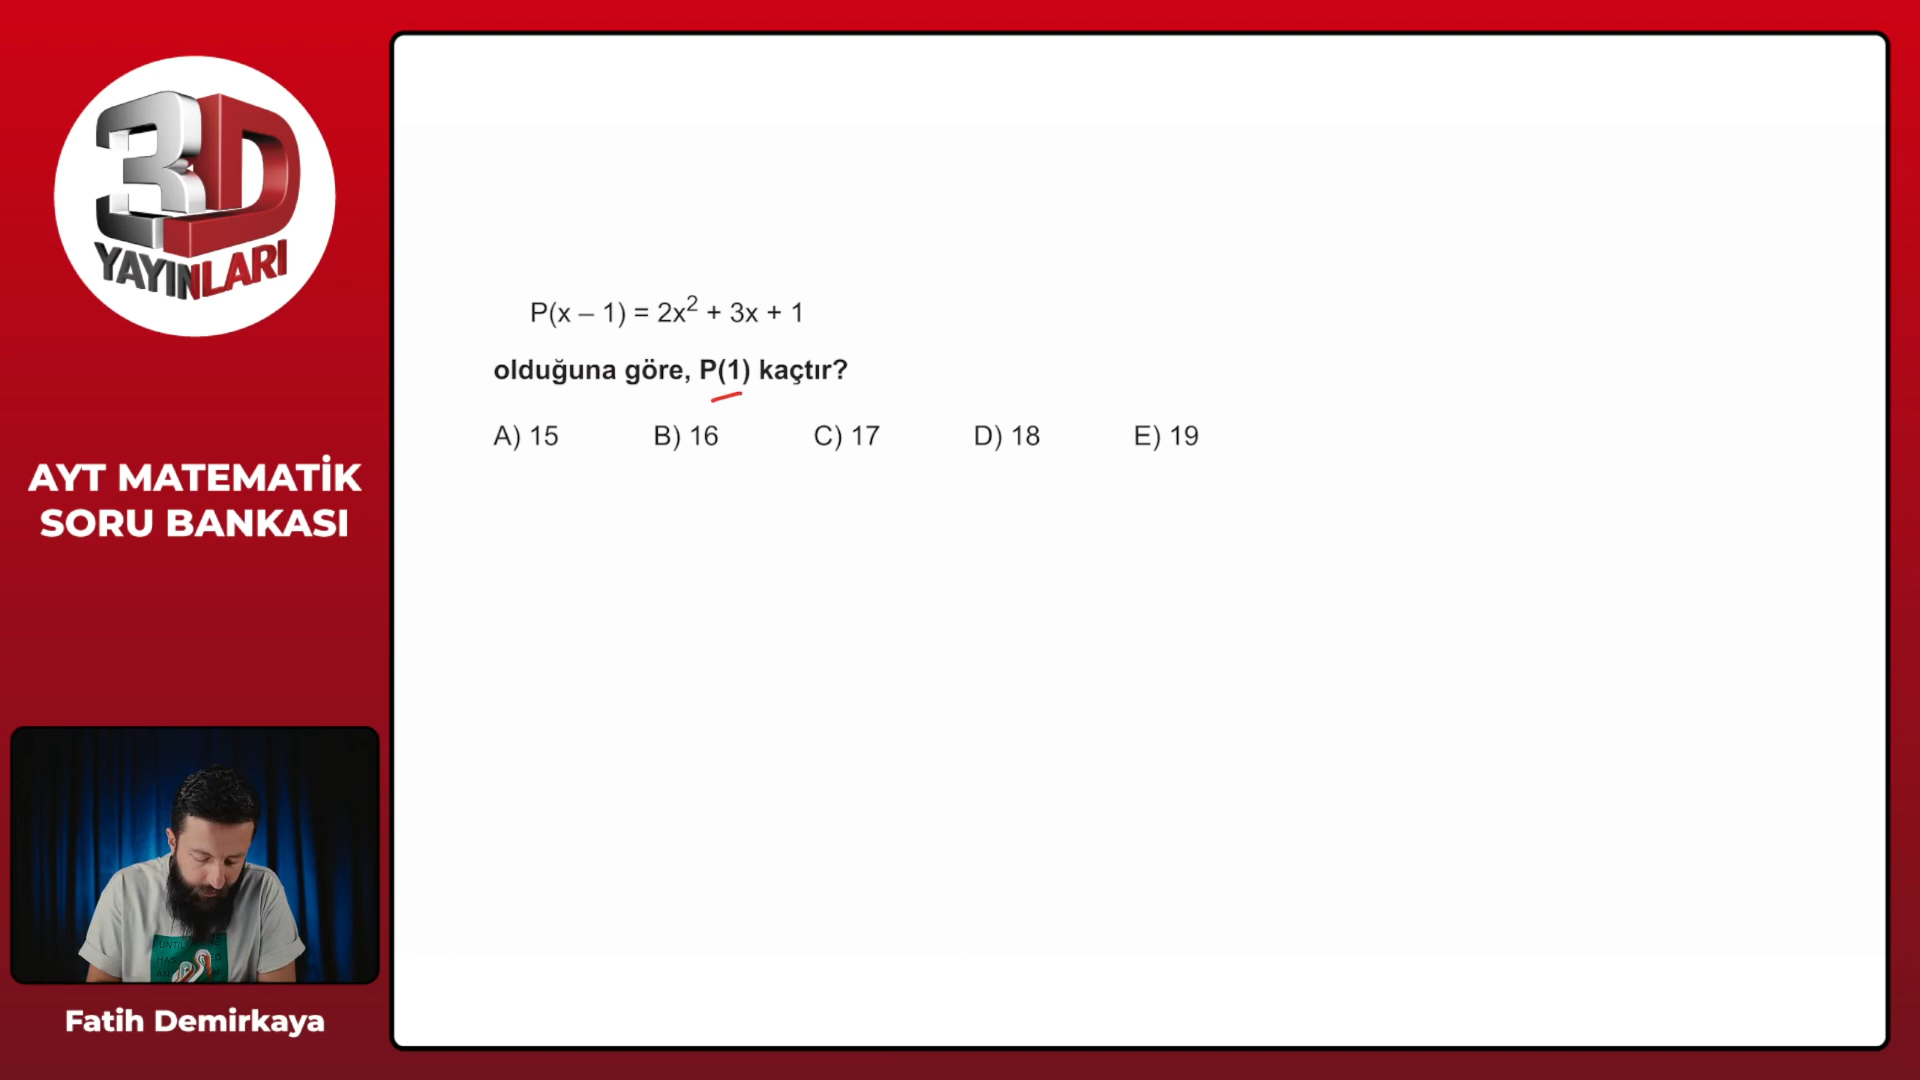 3D
YAYINLARI
AYT MATEMATİK
SORU BANKASI
P(x – 1) = 2x² + 3x + 1
olduğuna göre, P(1) kaçtır?
A) 15 B) 16 C) 17 D) 18 E) 19
Fatih Demirkaya